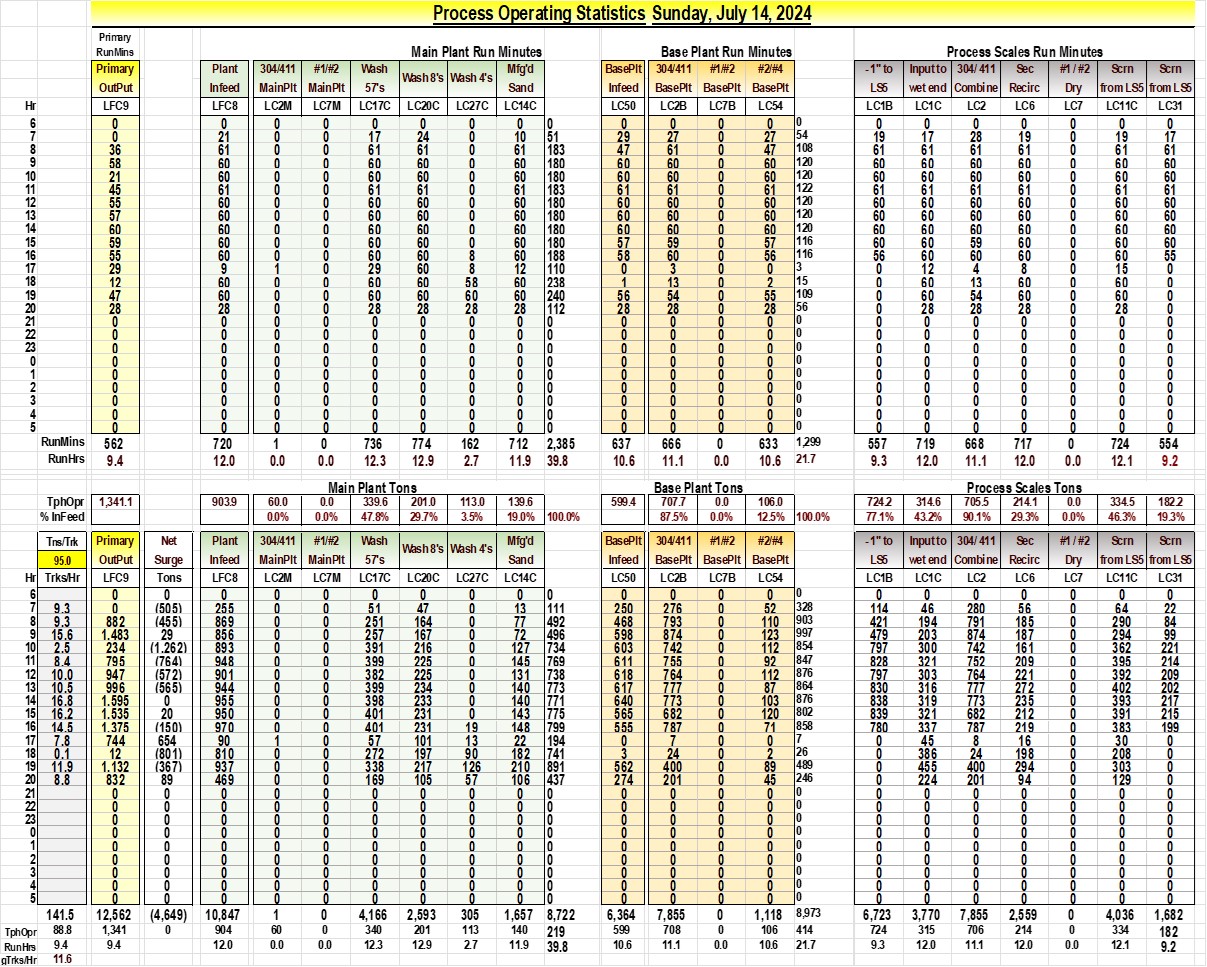 Process Operating Statistics Sunday, July 14, 2024
Primary
RunMins Main Plant Run Minutes Base Plant Run Minutes Process Scales Run Minutes
Primary Plant 304/411 #1/#2 Wash Wash 8's Wash 4's Mfg'd BasePlt 304/411 #1/#2 #2/#4 -1" to Input to 304/ 411 Sec #1 / #2 Scrn Scrn
OutPut Infeed MainPlt MainPlt 57's Sand Infeed BasePlt BasePlt BasePlt LS5 wet end Combine Recirc Dry from LS5 from LS5
Hr LFC9 LFC8 LC2M LC7M LC17C LC20C LC27C LC14C LC50 LC2B LC7B LC54 LC1B LC1C LC2 LC6 LC7 LC11C LC31
6 0 0 0 0 0 0 0 0 0 0 0 0 0 0 0 0 0 0 0 0 0
7 0 21 0 0 17 24 0 10 51 29 27 0 27 54 19 17 28 19 0 19 17
8 36 61 0 0 61 61 0 61 183 47 61 0 47 108 61 61 61 61 0 61 61
9 58 60 0 0 60 60 0 60 180 60 60 0 60 120 60 60 60 60 0 60 60
10 21 60 0 0 60 60 0 60 180 60 60 0 60 120 60 60 60 60 0 60 60
11 45 61 0 0 61 61 0 61 183 61 61 0 61 122 61 61 61 61 0 61 61
12 55 60 0 0 60 60 0 60 180 60 60 0 60 120 60 60 60 60 0 60 60
13 57 60 0 0 60 60 0 60 180 60 60 0 60 120 60 60 60 60 0 60 60
14 60 60 0 0 60 60 0 60 180 60 60 0 60 120 60 60 60 60 0 60 60
15 59 60 0 0 60 60 0 60 180 57 59 0 57 116 60 60 59 60 0 60 60
16 55 60 0 0 60 60 8 60 188 58 60 0 56 116 56 60 60 60 0 60 55
17 29 9 1 0 29 60 8 12 110 0 3 0 0 3 0 12 4 8 0 15 0
18 12 60 0 0 60 60 58 60 238 1 13 0 2 15 0 60 13 60 0 60 0
19 47 60 0 0 60 60 60 60 240 56 54 0 55 109 0 60 54 60 0 60 0
20 28 28 0 0 28 28 28 28 112 28 28 0 28 56 0 28 28 28 0 28 0
21 0 0 0 0 0 0 0 0 0 0 0 0 0 0 0 0 0 0 0 0 0
22 0 0 0 0 0 0 0 0 0 0 0 0 0 0 0 0 0 0 0 0 0
23 0 0 0 0 0 0 0 0 0 0 0 0 0 0 0 0 0 0 0 0 0
0 0 0 0 0 0 0 0 0 0 0 0 0 0 0 0 0 0 0 0 0 0
1 0 0 0 0 0 0 0 0 0 0 0 0 0 0 0 0 0 0 0 0 0
2 0 0 0 0 0 0 0 0 0 0 0 0 0 0 0 0 0 0 0 0 0
3 0 0 0 0 0 0 0 0 0 0 0 0 0 0 0 0 0 0 0 0 0
4 0 0 0 0 0 0 0 0 0 0 0 0 0 0 0 0 0 0 0 0 0
5 0 0 0 0 0 0 0 0 0 0 0 0 0 0 0 0 0 0 0 0 0
RunMins 562 720 1 0 736 774 162 712 2,385 637 666 0 633 1,299 557 719 668 717 0 724 554
RunHrs 9.4 12.0 0.0 0.0 12.3 12.9 2.7 11.9 39.8 10.6 11.1 0.0 10.6 21.7 9.3 12.0 11.1 12.0 0.0 12.1 9.2
Main Plant Tons Base Plant Tons Process Scales Tons
TphOpr 1,341.1 903.9 60.0 0.0 339.6 201.0 113.0 139.6 599.4 707.7 0.0 106.0 724.2 314.6 705.5 214.1 0.0 334.5 182.2
% InFeed 0.0% 0.0% 47.8% 29.7% 3.5% 19.0% 100.0% 87.5% 0.0% 12.5% 100.0% 77.1% 43.2% 90.1% 29.3% 0.0% 46.3% 19.3%
Tns/Trk Primary Net Plant 304/411 #1/#2 Wash Wash 8's Wash 4's Mfg'd BasePlt 304/411 #1/#2 #2/#4 -1" to Input to 304/ 411 Sec #1 / #2 Scrn Scrn
95.0 OutPut Surge Infeed MainPlt MainPlt 57's Sand Infeed BasePlt BasePlt BasePlt LS5 wet end Combine Recirc Dry from LS5 from LS5
Hr Trks/Hr LFC9 Tons LFC8 LC2M LC7M LC17C LC20C LC27C LC14C LC50 LC2B LC7B LC54 LC1B LC1C LC2 LC6 LC7 LC11C LC31
6 0 0 0 0 0 0 0 0 0 0 0 0 0 0 0 0 0 0 0 0 0 0
7 9.3 0 (505) 255 0 0 51 47 0 13 111 250 276 0 52 328 114 46 280 56 0 64 22
8 9.3 882 (455) 869 0 0 251 164 0 77 492 468 793 0 110 903 421 194 791 185 0 290 84
9 15.6 1,483 29 856 0 0 257 167 0 72 496 598 874 0 123 997 479 203 874 187 0 294 99
10 2.5 234 (1,262) 893 0 0 391 216 0 127 734 603 742 0 112 854 797 300 742 161 0 362 221
11 8.4 795 (764) 948 0 0 399 225 0 145 769 611 755 0 92 847 828 321 752 209 0 395 214
12 10.0 947 (572) 901 0 0 382 225 0 131 738 618 764 0 112 876 797 303 764 221 0 392 209
13 10.5 996 (565) 944 0 0 399 234 0 140 773 617 777 0 87 864 830 316 777 272 0 402 202
14 16.8 1,595 0 955 0 0 398 233 0 140 771 640 773 0 103 876 838 319 773 235 0 393 217
15 16.2 1,535 20 950 0 0 401 231 0 143 775 565 682 0 120 802 839 321 682 212 0 391 215
16 14.5 1,375 (150) 970 0 0 401 231 19 148 799 555 787 0 71 858 780 337 787 219 0 383 199
17 7.8 744 654 90 1 0 57 101 13 22 194 0 7 0 0 7 0 45 8 16 0 30 0
18 0.1 12 (801) 810 0 0 272 197 90 182 741 3 24 0 2 26 0 386 24 198 0 208 0
19 11.9 1,132 (367) 937 0 0 338 217 126 210 891 562 400 0 89 489 0 455 400 294 0 303 0
20 8.8 832 89 469 0 0 169 105 57 106 437 274 201 0 45 246 0 224 201 94 0 129 0
21 0 0 0 0 0 0 0 0 0 0 0 0 0 0 0 0 0 0 0 0 0 0
22 0 0 0 0 0 0 0 0 0 0 0 0 0 0 0 0 0 0 0 0 0 0
23 0 0 0 0 0 0 0 0 0 0 0 0 0 0 0 0 0 0 0 0 0 0
0 0 0 0 0 0 0 0 0 0 0 0 0 0 0 0 0 0 0 0 0 0 0
1 0 0 0 0 0 0 0 0 0 0 0 0 0 0 0 0 0 0 0 0 0 0
2 0 0 0 0 0 0 0 0 0 0 0 0 0 0 0 0 0 0 0 0 0 0
3 0 0 0 0 0 0 0 0 0 0 0 0 0 0 0 0 0 0 0 0 0 0
4 0 0 0 0 0 0 0 0 0 0 0 0 0 0 0 0 0 0 0 0 0 0
5 0 0 0 0 0 0 0 0 0 0 0 0 0 0 0 0 0 0 0 0 0 0
141.5 12,562 (4,649) 10,847 1 0 4,166 2,593 305 1,657 8,722 6,364 7,855 0 1,118 8,973 6,723 3,770 7,855 2,559 0 4,036 1,682
TphOpr 88.8 1,341 0 904 60 0 340 201 113 140 219 599 708 0 106 414 724 315 706 214 0 334 182
RunHrs 9.4 9.4 12.0 0.0 0.0 12.3 12.9 2.7 11.9 39.8 10.6 11.1 0.0 10.6 21.7 9.3 12.0 11.1 12.0 0.0 12.1 9.2
gTrks/Hr 11.6